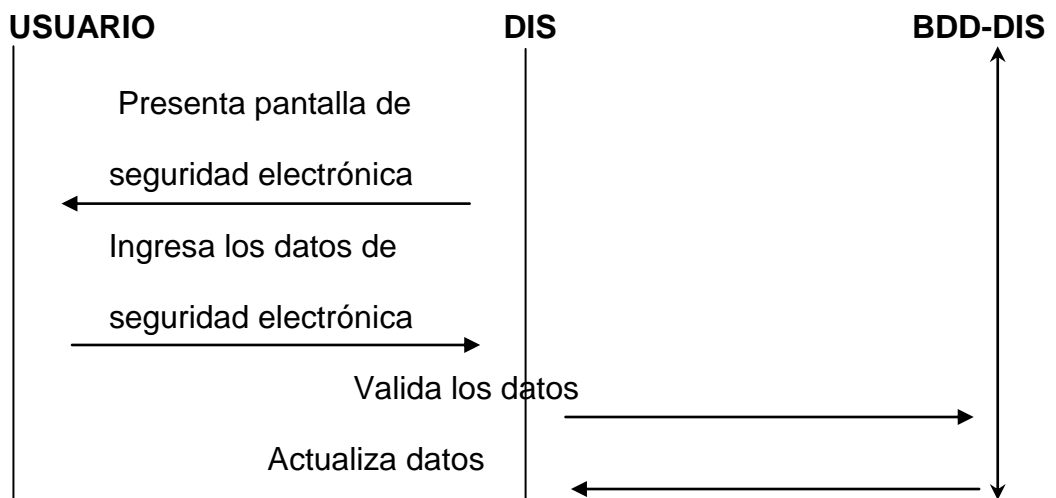 USUARIO DIS BDD-DIS
Presenta pantalla de
seguridad electrónica
Ingresa los datos de
seguridad electrónica
Valida los datos
Actualiza datos